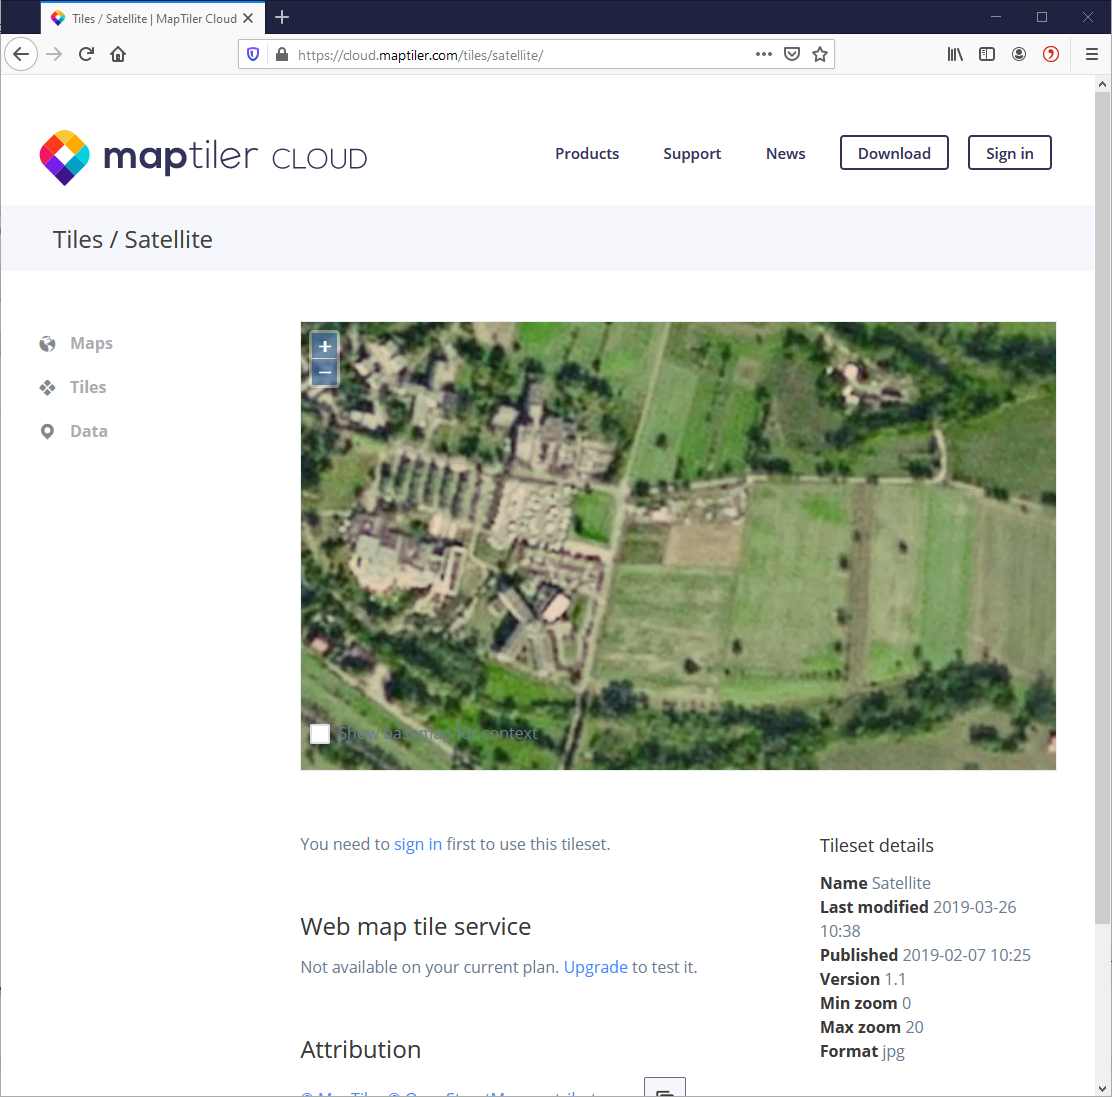 Tiles / Satellite | MapTiler Cloud
https://cloud.maptiler.com/tiles/satellite/
maptiler CLOUD
Products Support News Download Sign in
Tiles / Satellite
Maps
Tiles
Data
+
−
Show basemap for context
You need to sign in first to use this tileset.
Web map tile service
Not available on your current plan. Upgrade to test it.
Attribution
Tileset details
Name Satellite
Last modified 2019-03-26
10:38
Published 2019-02-07 10:25
Version 1.1
Min zoom 0
Max zoom 20
Format jpg